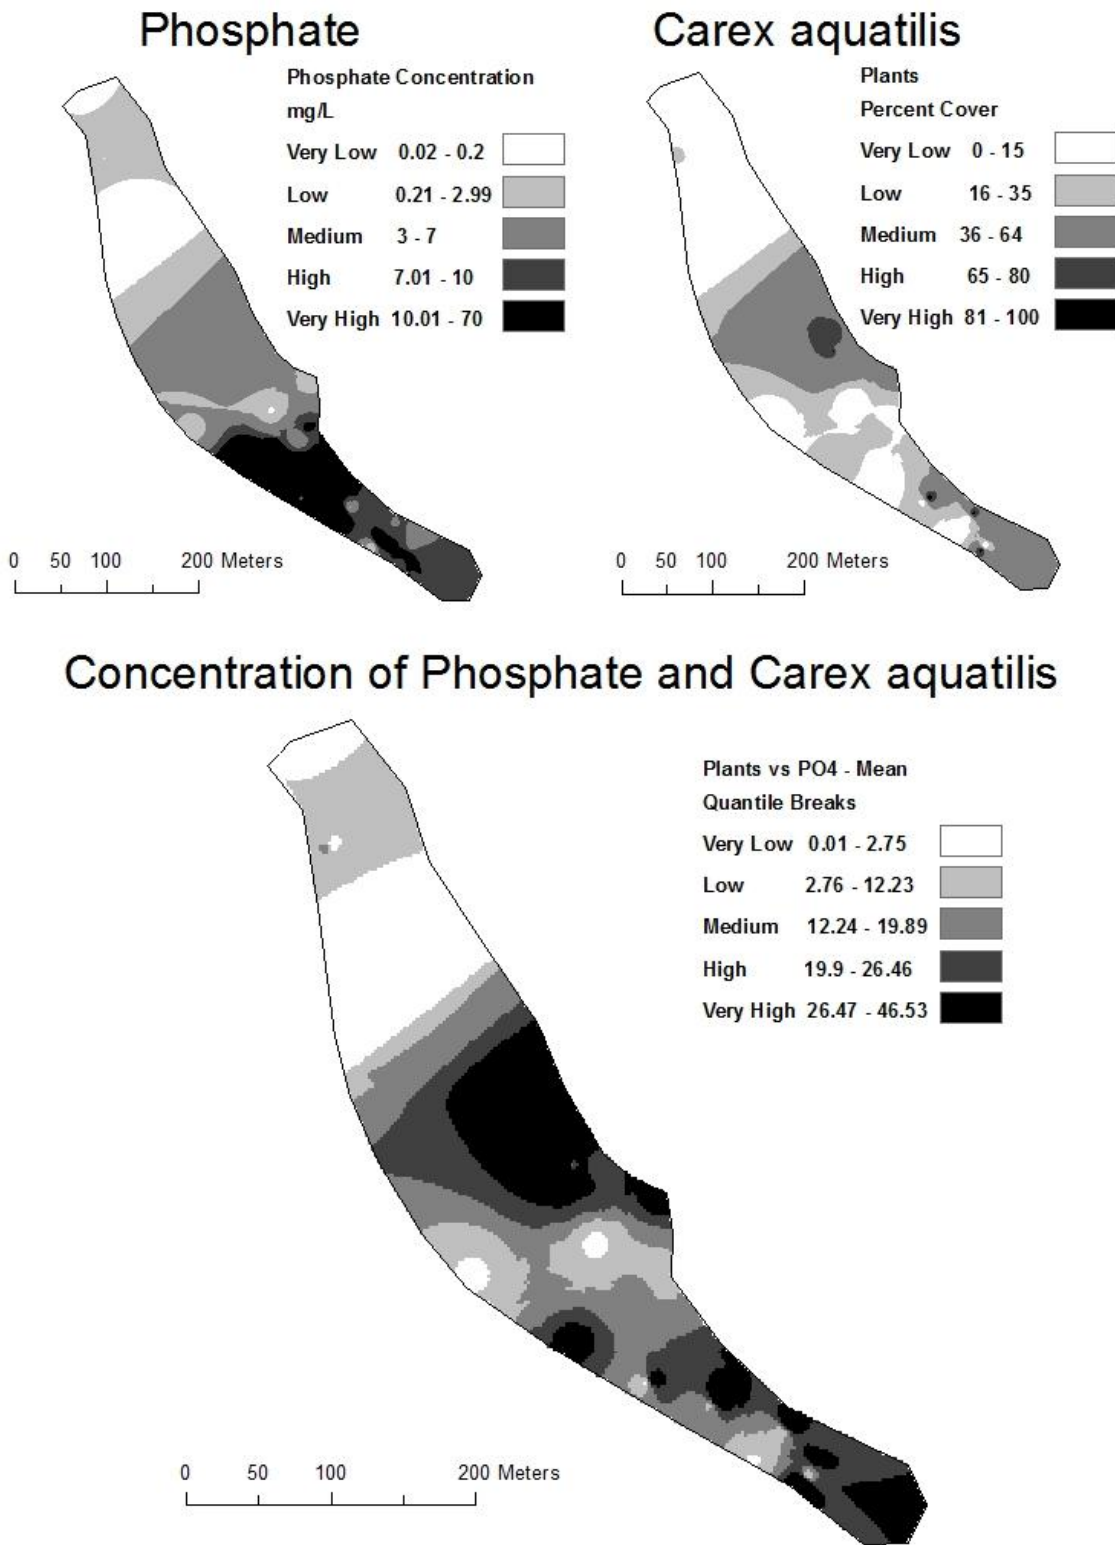 Phosphate
Phosphate Concentration
mg/L
Very Low 0.02 - 0.2
Low 0.21 - 2.99
Medium 3 - 7
High 7.01 - 10
Very High 10.01 - 70
0 50 100 200 Meters
Carex aquatilis
Plants
Percent Cover
Very Low 0 - 15
Low 16 - 35
Medium 36 - 64
High 65 - 80
Very High 81 - 100
0 50 100 200 Meters
Concentration of Phosphate and Carex aquatilis
Plants vs PO4 - Mean
Quantile Breaks
Very Low 0.01 - 2.75
Low 2.76 - 12.23
Medium 12.24 - 19.89
High 19.9 - 26.46
Very High 26.47 - 46.53
0 50 100 200 Meters